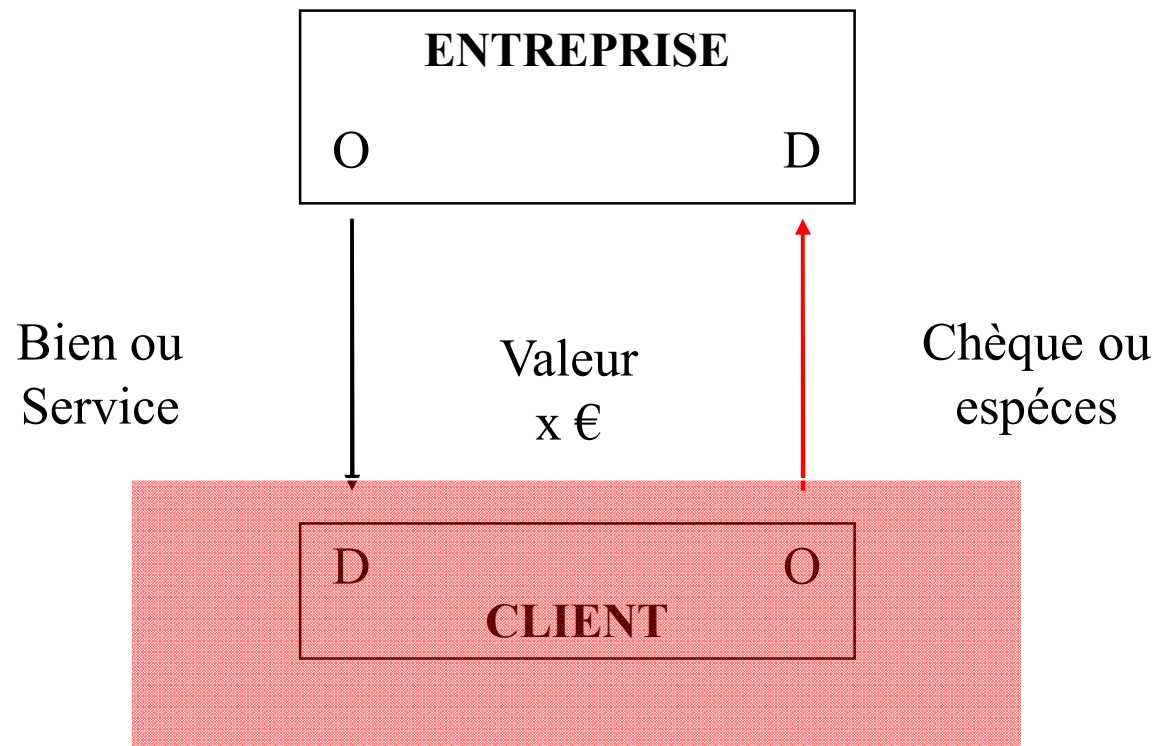 ENTREPRISE
O
D
Bien ou
Service
Valeur
x €
Chèque ou
espéces
D
O
CLIENT